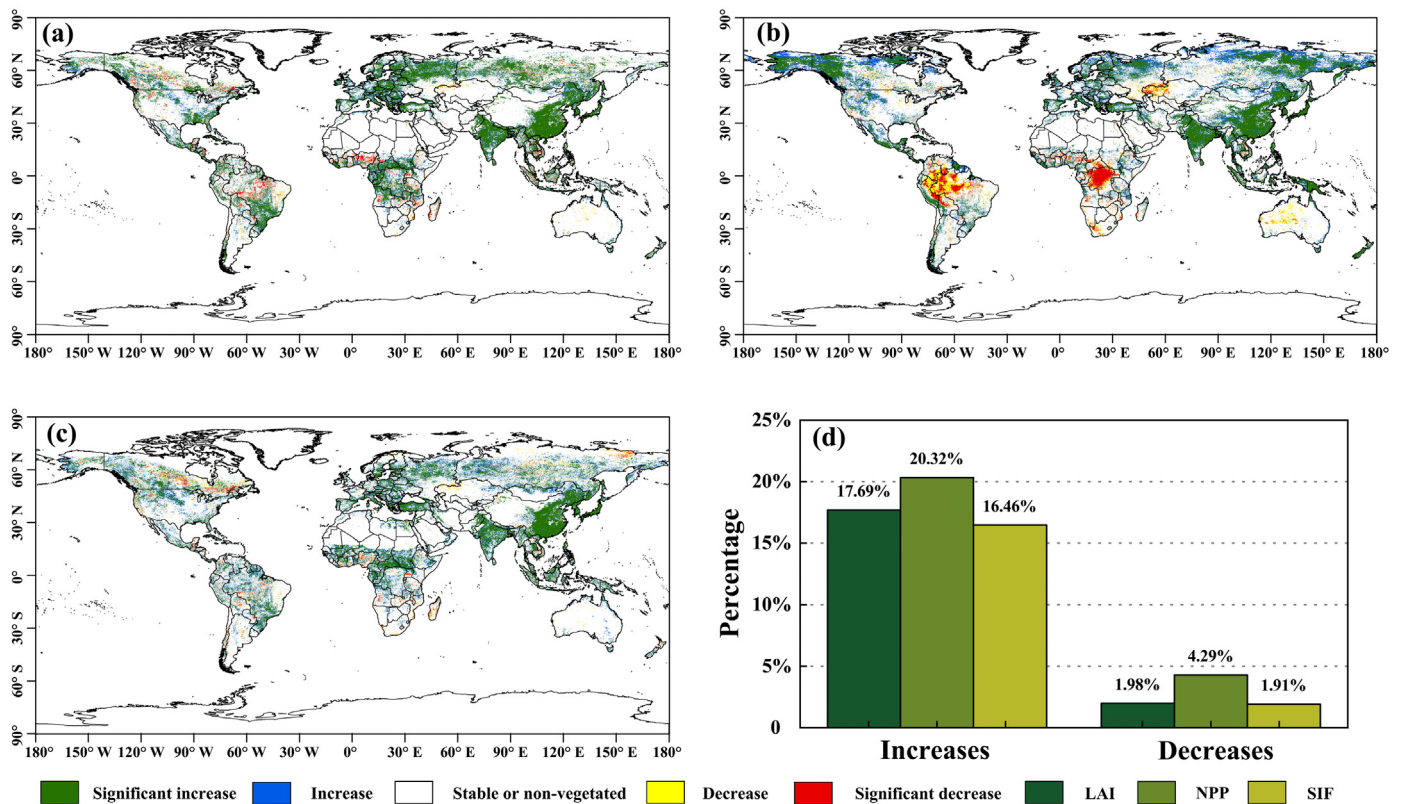 (a)
90°
60° N
30° N
0°
30° S
60° S
90°
180° 150° W 120° W 90° W 60° W 30° W 0° 30° E 60° E 90° E 120° E 150° E 180°
(b)
90°
60° N
30° N
0°
30° S
60° S
90°
180° 150° W 120° W 90° W 60° W 30° W 0° 30° E 60° E 90° E 120° E 150° E 180°
(c)
90°
60° N
30° N
0°
30° S
60° S
90°
180° 150° W 120° W 90° W 60° W 30° W 0° 30° E 60° E 90° E 120° E 150° E 180°
(d)
Percentage
25%
20%
15%
10%
5%
0
17.69%
20.32%
16.46%
1.98%
4.29%
1.91%
Increases Decreases
Significant increase Increase Stable or non-vegetated Decrease Significant decrease LAI NPP SIF